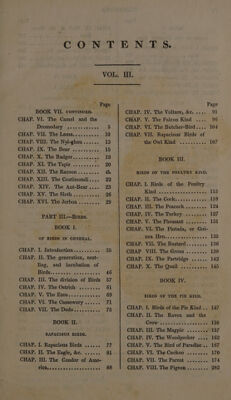 CONTENTS.
VOL. III.
Page
BOOK VII. CONTINUED.
CHAP. VI. The Camel and the
Dromedary 5
CHAP. VII. The Lama 10
CHAP. VIII. The Nyl-ghau 13
CHAP. IX. The Bear 15
CHAP. X. The Badger 19
CHAP. XI. The Tapir 20
CHAP. XII. The Racoon ib.
CHAP. XIII. The Coatimondi 22
CHAP. XIV. The Ant-Bear 23
CHAP. XV. The Sloth 26
CHAP. XVI. The Jerboa 29
PART III.—BIRDS.
BOOK I.
OF BIRDS IN GENERAL.
CHAP. I. Introduction 35
CHAP. II. The generation, nest-
ling, and incubation of
Birds 46
CHAP. III. The division of Birds 52
CHAP. IV. The Ostrich 61
CHAP. V. The Emu 69
CHAP. VI. The Cassowary 71
CHAP. VII. The Dodo 75
BOOK II.
RAPACIOUS BIRDS.
CHAP. I. Rapacious Birds 77
CHAP. II. The Eagle, &c. 81
CHAP. III. The Condor of Ame-
rica 88
Page
CHAP. IV. The Vulture, &c. 91
CHAP. V. The Falcon Kind 96
CHAP. VI. The Butcher-Bird 104
CHAP. VII. Rapacious Birds of
the Owl Kind 107
BOOK III.
BIRDS OF THE POULTRY KIND.
CHAP. I. Birds of the Poultry
Kind 115
CHAP. II. The Cock 119
CHAP. III. The Peacock 124
CHAP. IV. The Turkey 127
CHAP. V. The Pheasant 131
CHAP. VI. The Pintada, or Gui-
nea Hen 135
CHAP. VII. The Bustard 136
CHAP. VIII. The Grous 139
CHAP. IX. The Partridge 142
CHAP. X. The Quail 145
BOOK IV.
BIRDS OF THE PIE KIND.
CHAP. I. Birds of the Pie Kind 147
CHAP. II. The Raven and the
Crow 150
CHAP. III. The Magpie 157
CHAP. IV. The Woodpecker 162
CHAP. V. The Bird of Paradise 167
CHAP. VI. The Cuckoo 170
CHAP. VII. The Parrot 174
CHAP. VIII. The Pigeon 282